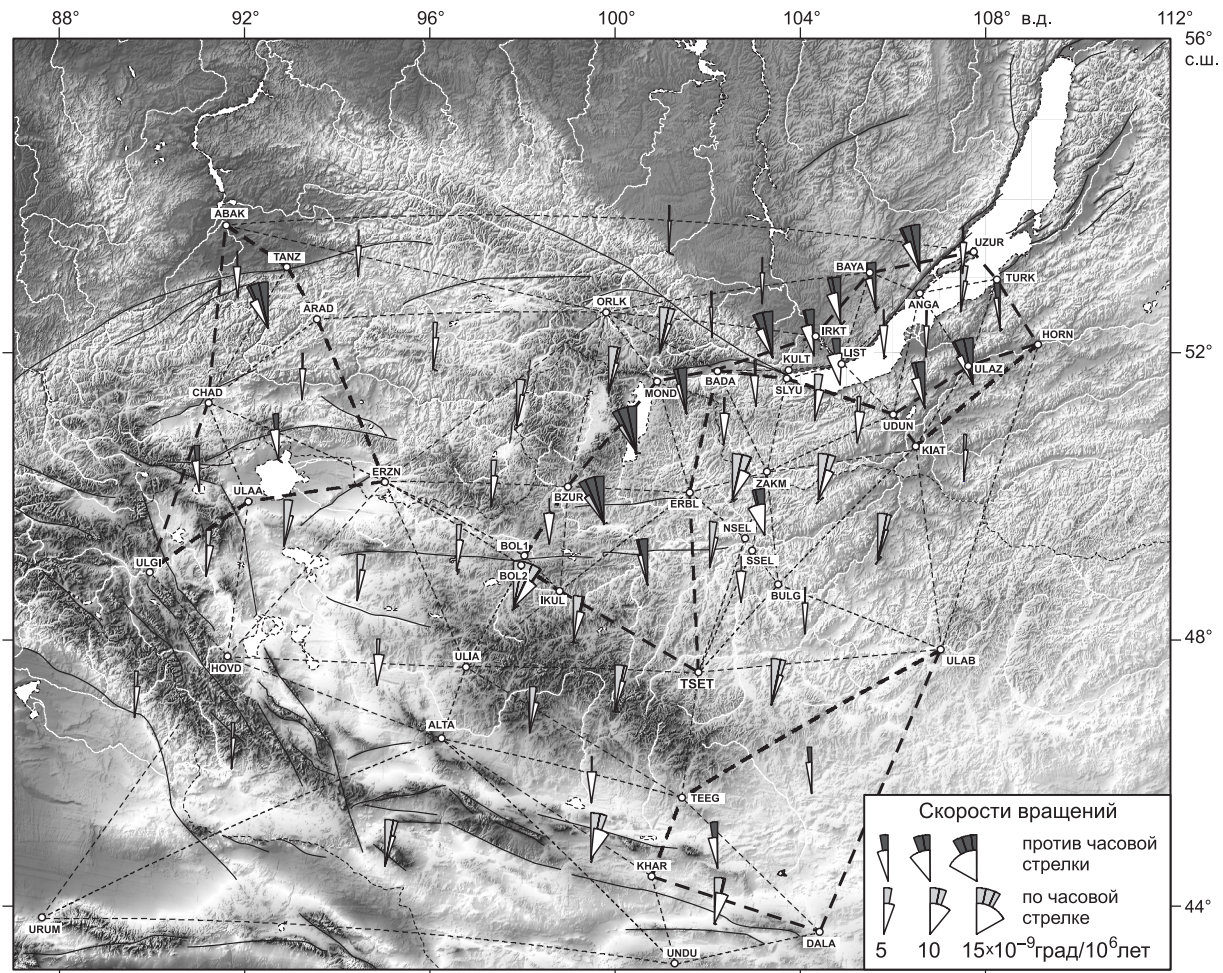 88° 92° 96° 100° 104° 108° в.д. 112°
56°
с.ш.
ABAK
UZUR
TANZ
BAYA
TURK
ARAD
ORLK
ANGA
IRKT
HORN
52°
KULT
LIST
ULAZ
MOND
BADA
SLYU
CHAD
UDUN
KIAT
ERZN
ZAKM
ULAA
BZUR
ERBL
NSEL
BOL1
SSEL
ULGI
BOL2
IKUL
BULG
48°
HOVD
ULIA
ULAB
TSET
ALTA
TEEG
KHAR
44°
URUM
DALA
UNDU
Скорости вращений
против часовой
стрелки
по часовой
стрелке
5 10 15×10⁻⁹град/10⁶лет